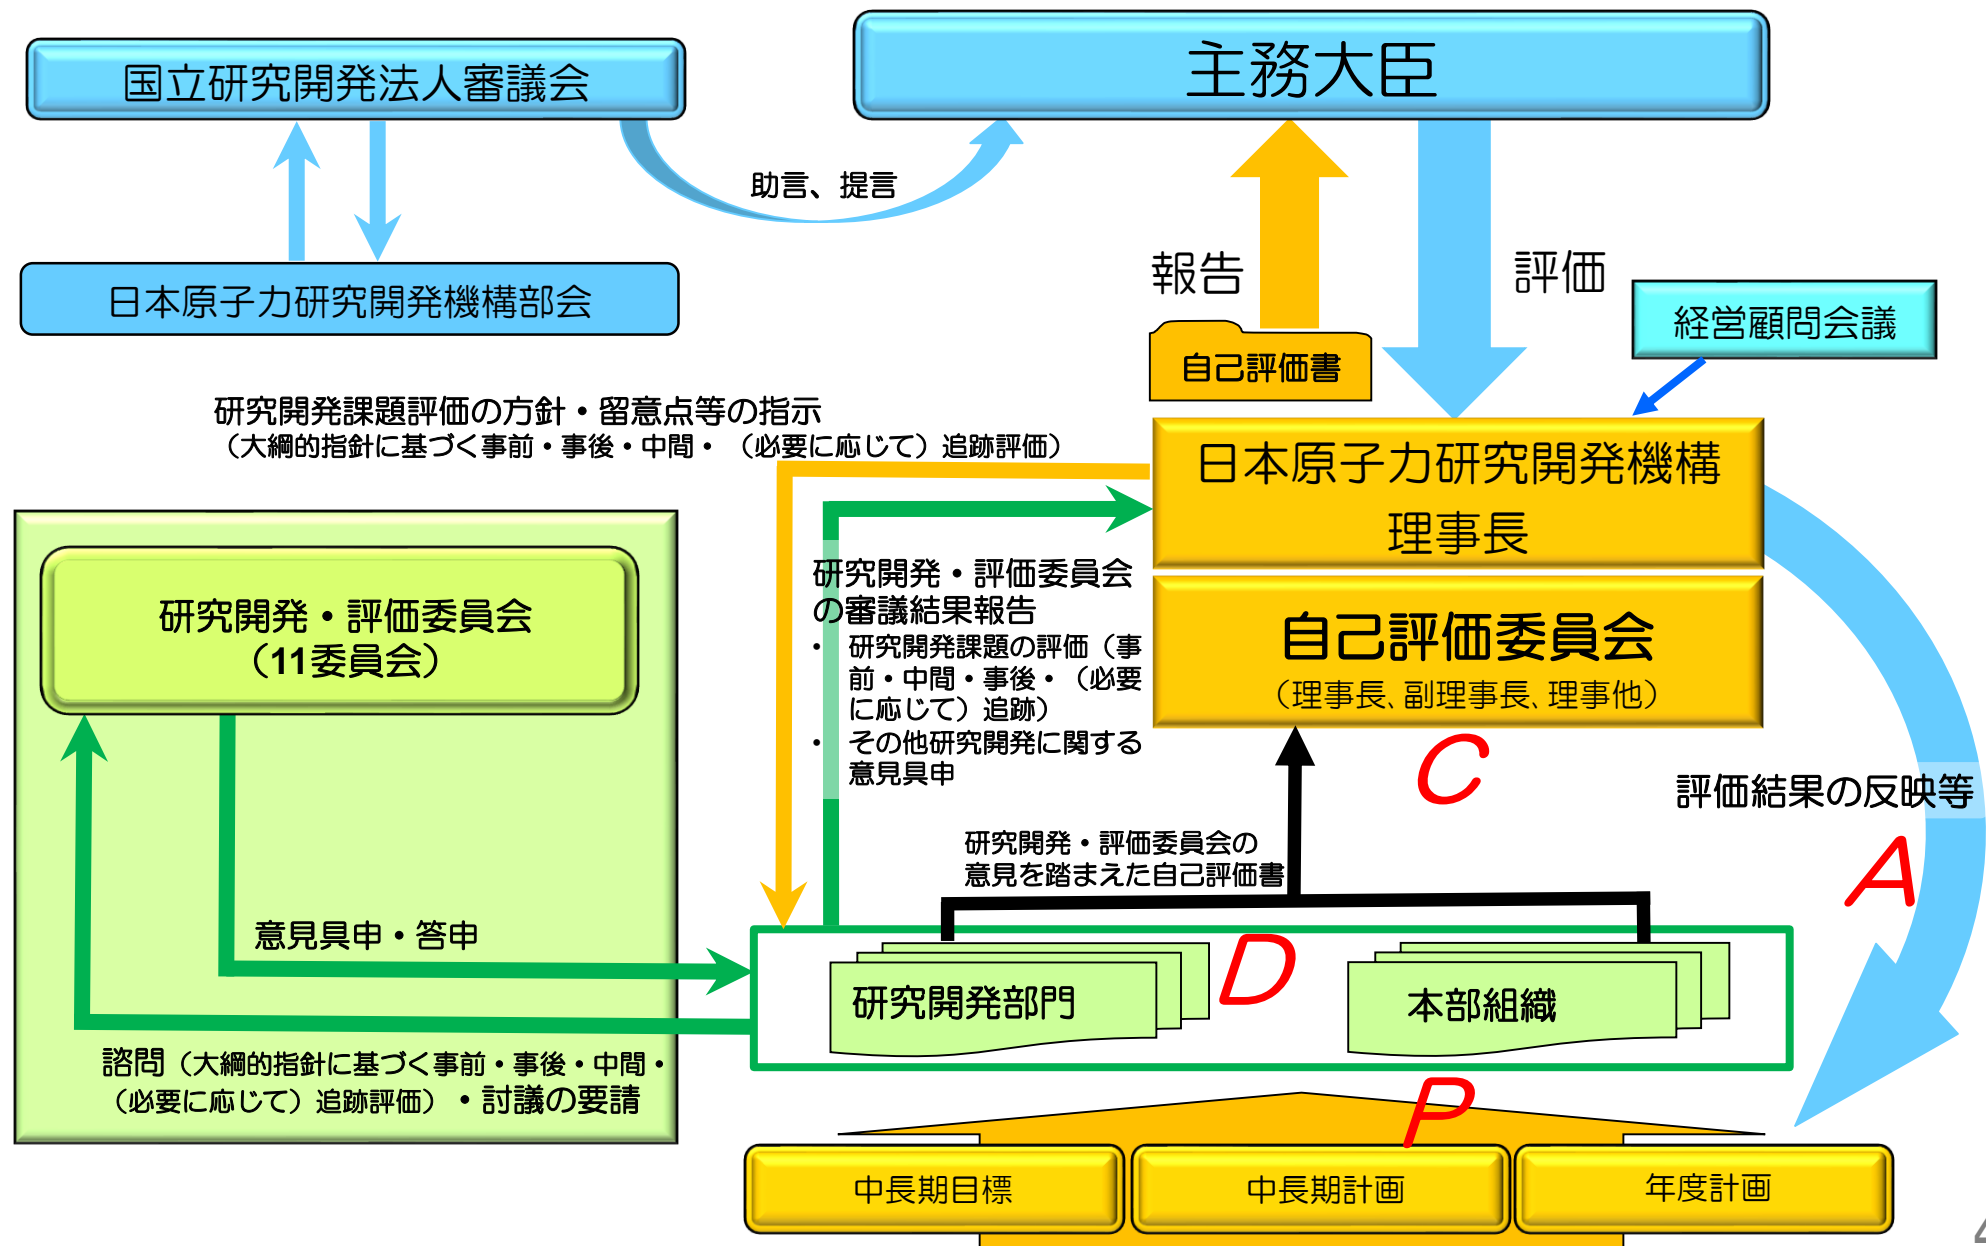 国立研究開発法人審議会
主務大臣
助言、提言
日本原子力研究開発機構部会
報告
評価
経営顧問会議
自己評価書
研究開発課題評価の方針・留意点等の指示
（大綱的指針に基づく事前・事後・中間・（必要に応じて）追跡評価）
日本原子力研究開発機構
理事長
研究開発・評価委員会
（11委員会）
研究開発・評価委員会
の審議結果報告
・ 研究開発課題の評価（事
前・中間・事後・（必要
に応じて）追跡）
・ その他研究開発に関する
意見具申
自己評価委員会
（理事長、副理事長、理事他）
C
評価結果の反映等
A
研究開発・評価委員会の
意見を踏まえた自己評価書
意見具申・答申
D
研究開発部門
本部組織
諮問（大綱的指針に基づく事前・事後・中間・
（必要に応じて）追跡評価）・討議の要請
P
中長期目標
中長期計画
年度計画